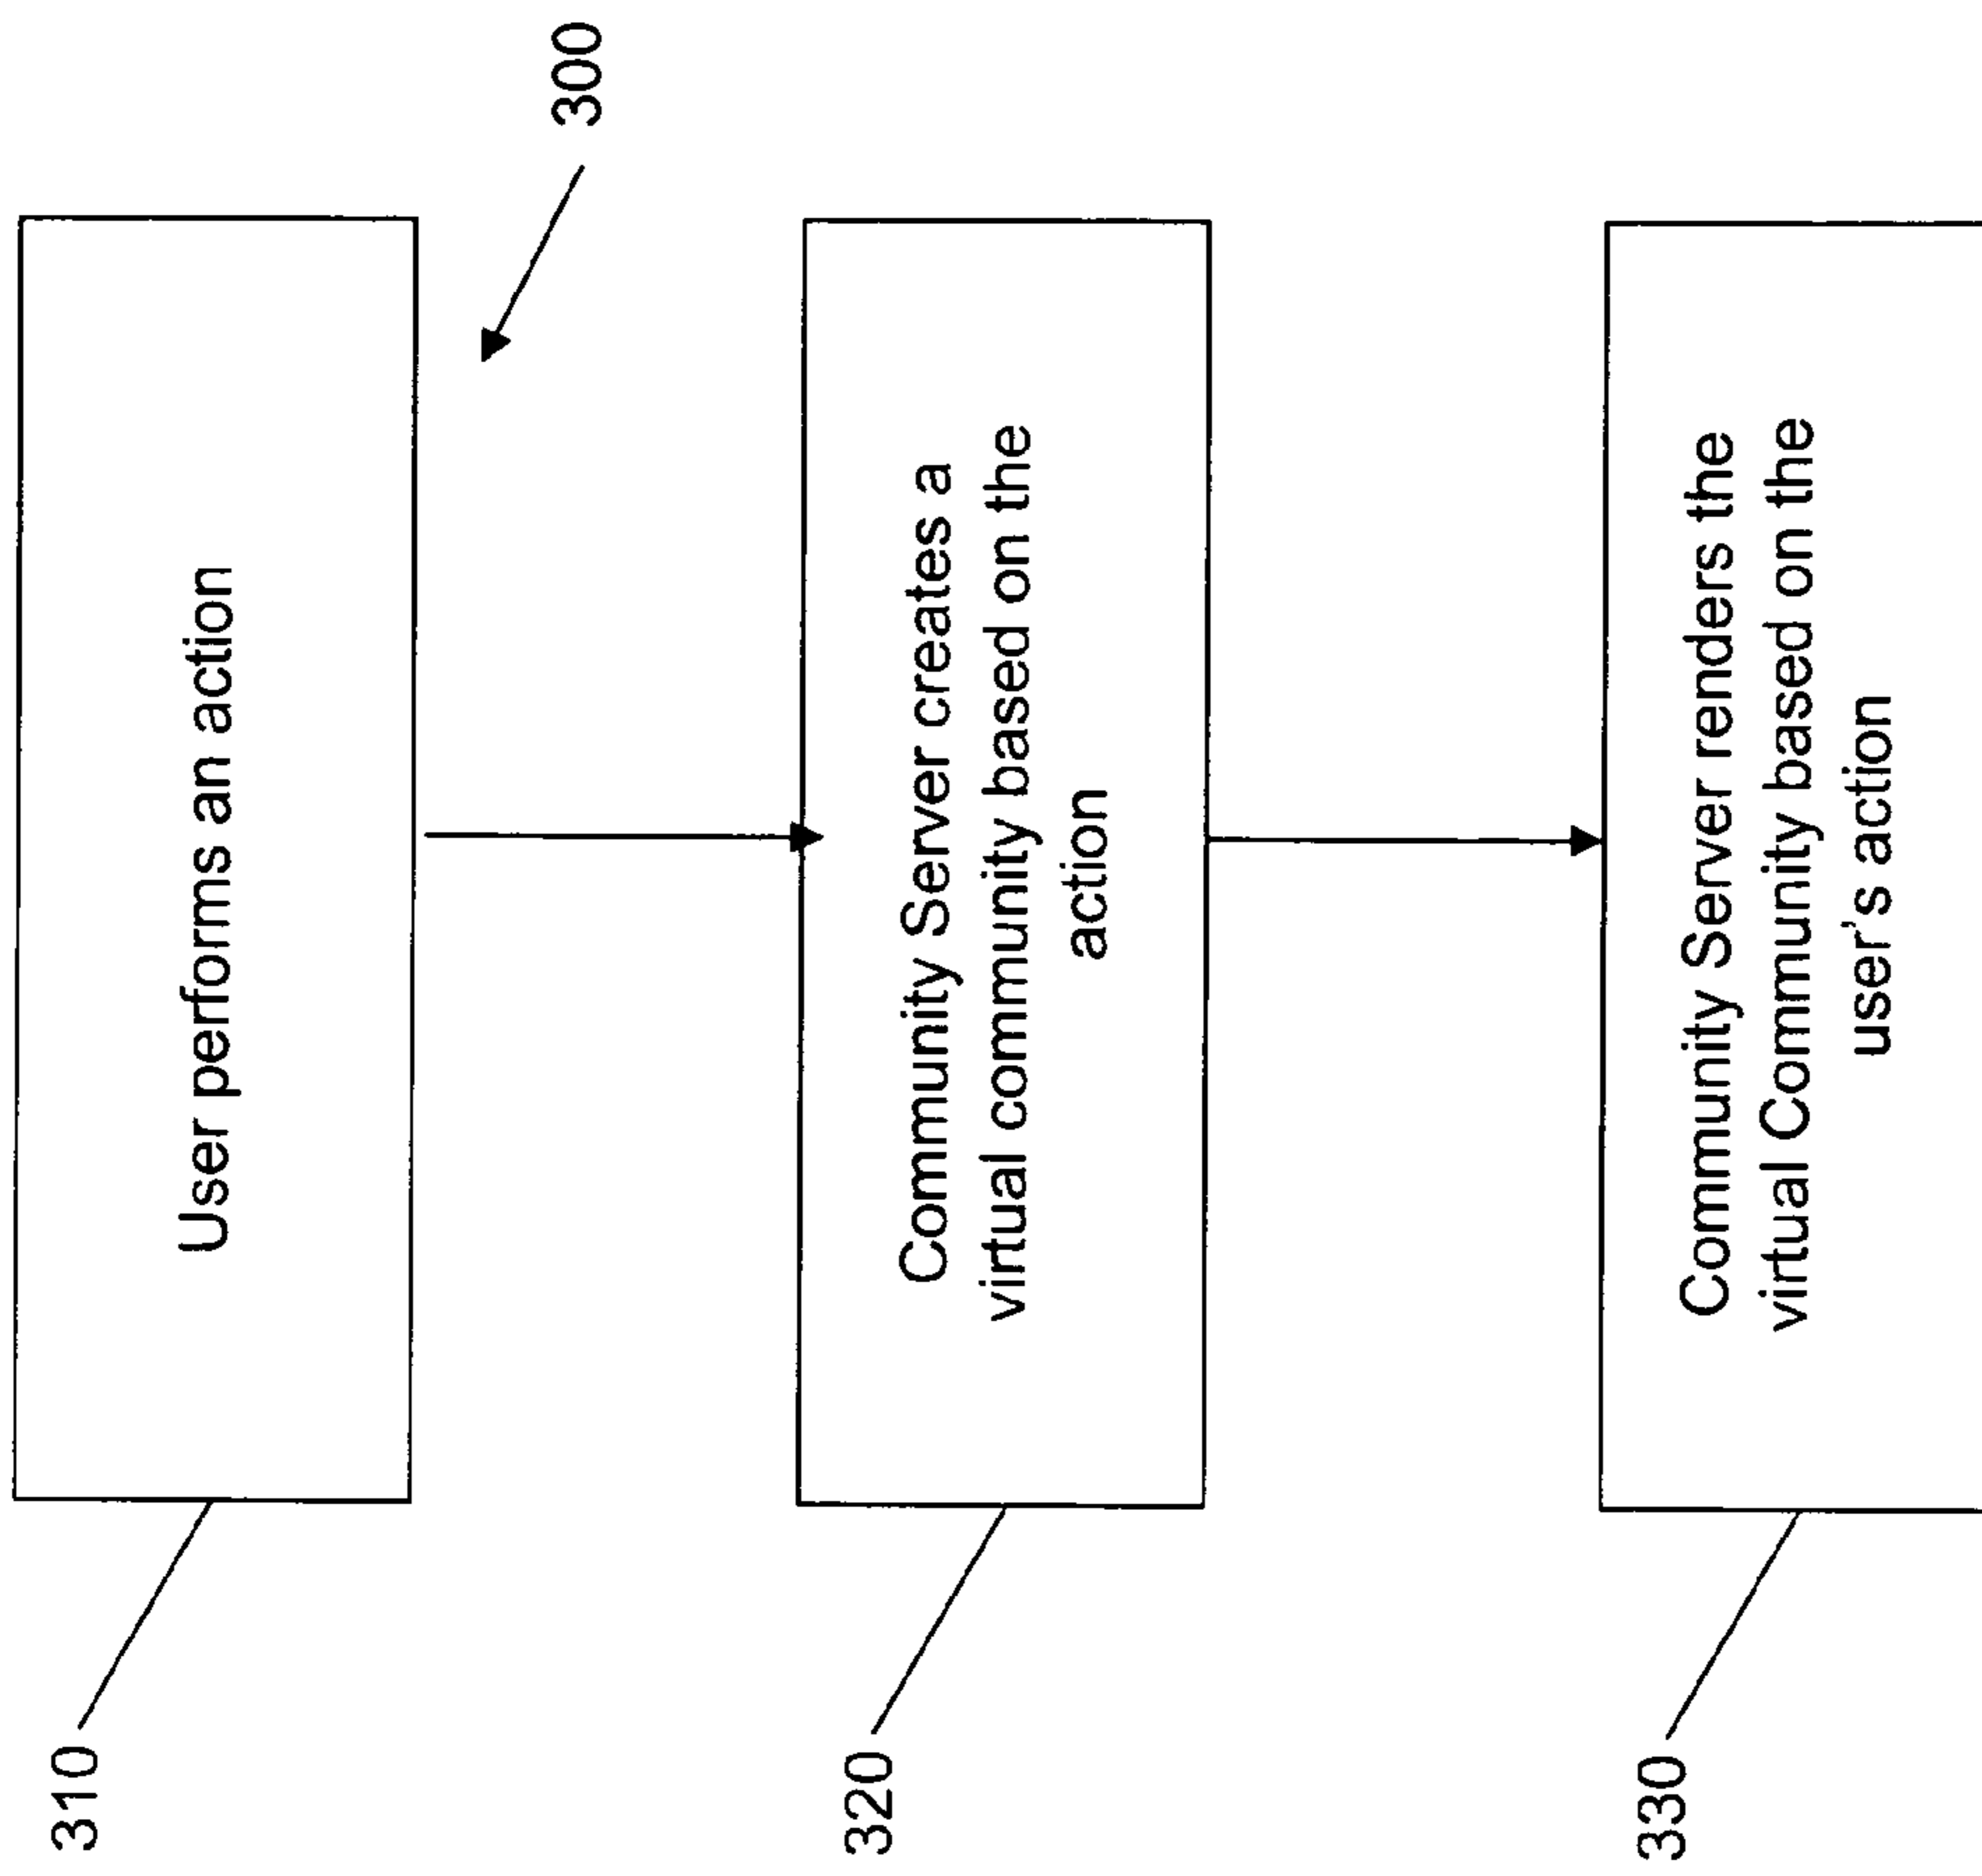 300
310
User performs an action
320
Community Server creates a
virtual community based on the
action
330
Community Server renders the
virtual Community based on the
user's action